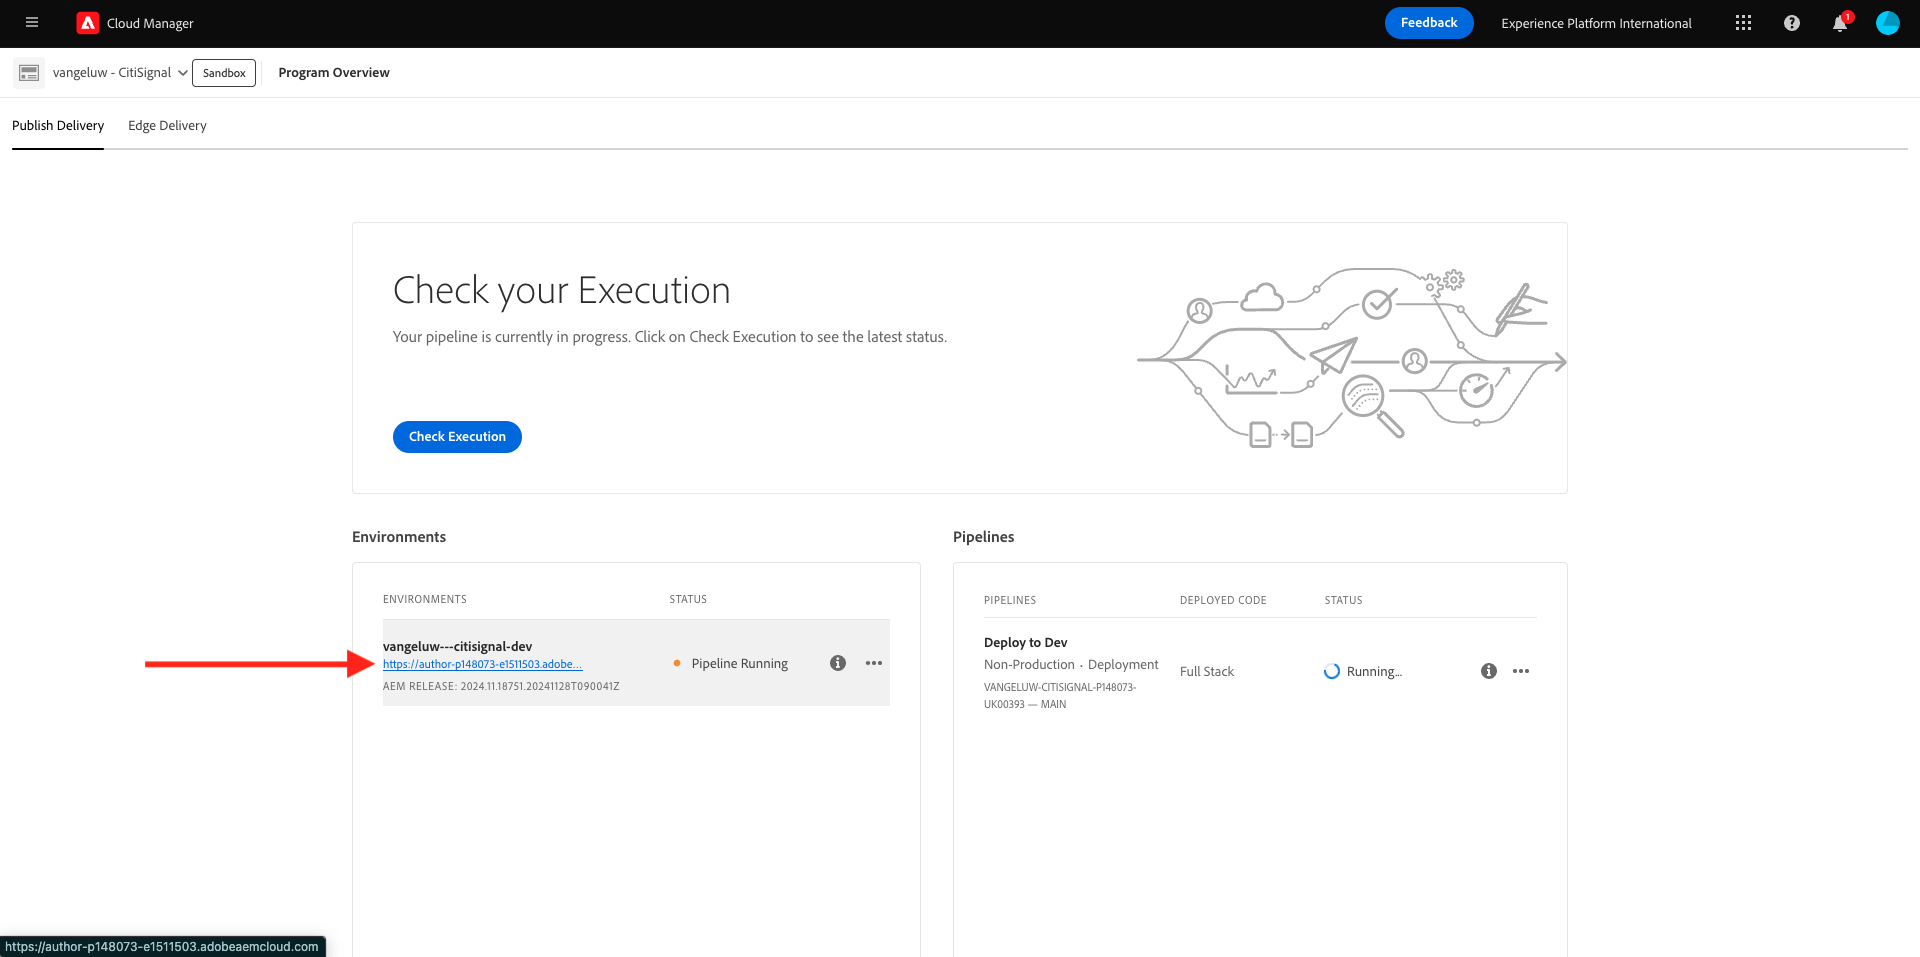 Cloud Manager
Feedback
Experience Platform International
1
vangeluw - CitiSignal
Sandbox
Program Overview
Publish Delivery
Edge Delivery
Check your Execution
Your pipeline is currently in progress. Click on Check Execution to see the latest status.
Check Execution
Environments
ENVIRONMENTS
STATUS
vangeluw---citisignal-dev
https://author-p148073-e1511503.adobe...
Pipeline Running
AEM RELEASE: 2024.11.18751.20241128T090041Z
Pipelines
PIPELINES
DEPLOYED CODE
STATUS
Deploy to Dev
Non-Production · Deployment
VANGELUW-CITISIGNAL-P148073-
UK00393 — MAIN
Full Stack
Running...
https://author-p148073-e1511503.adobeaemcloud.com